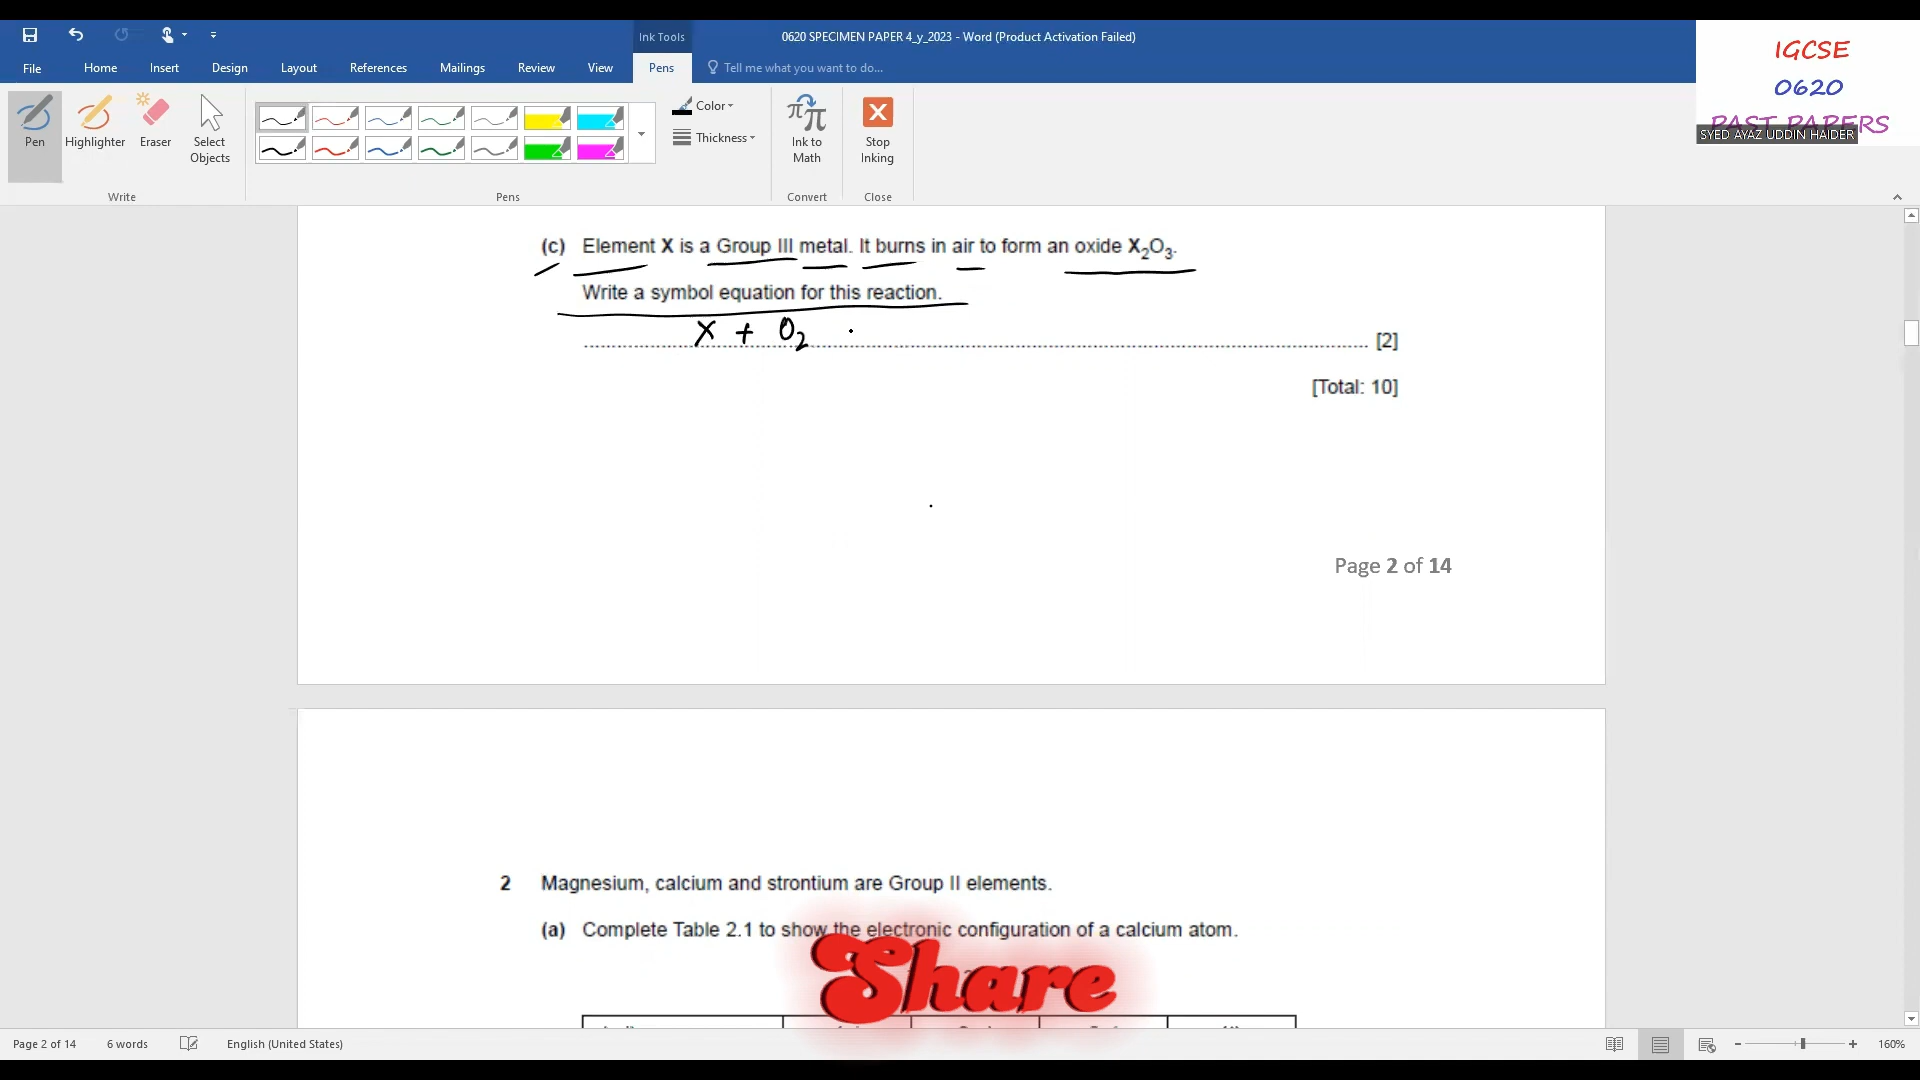 Ink Tools
0620 SPECIMEN PAPER 4_y_2023 - Word (Product Activation Failed)
IGCSE
0620
PAST PAPERS
SYED AYAZ UDDIN HAIDER
File Home Insert Design Layout References Mailings Review View Pens Tell me what you want to do...
Pen Highlighter Eraser Select Objects
Color
Thickness
Ink to Math
Stop Inking
Write Pens Convert Close
(c) Element X is a Group III metal. It burns in air to form an oxide X₂O₃.
Write a symbol equation for this reaction.
X + O₂
[2]
[Total: 10]
Page 2 of 14
2 Magnesium, calcium and strontium are Group II elements.
(a) Complete Table 2.1 to show the electronic configuration of a calcium atom.
Share
Page 2 of 14 6 words English (United States) 160%